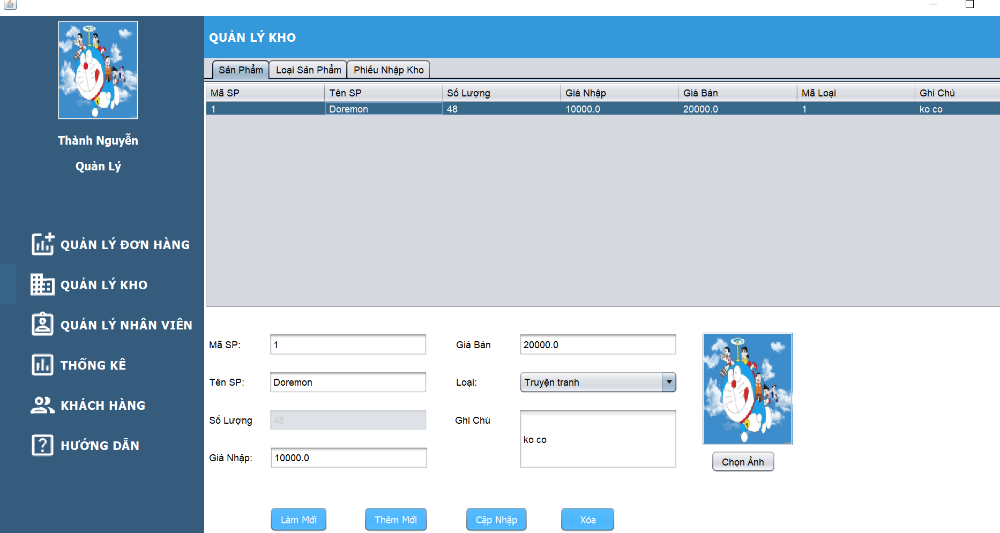 Thành Nguyễn
Quản Lý
QUẢN LÝ ĐƠN HÀNG
QUẢN LÝ KHO
QUẢN LÝ NHÂN VIÊN
THỐNG KÊ
KHÁCH HÀNG
HƯỚNG DẪN
QUẢN LÝ KHO
Sản Phẩm Loại Sản Phẩm Phiếu Nhập Kho
Mã SP Tên SP Số Lượng Giá Nhập Giá Bán Mã Loại Ghi Chú
1 Doremon 48 10000.0 20000.0 1 ko co
Mã SP: 1 Giá Bán 20000.0
Tên SP: Doremon Loại: Truyện tranh
Số Lượng 48 Ghi Chú ko co
Giá Nhập: 10000.0
Chọn Ảnh
Làm Mới Thêm Mới Cập Nhập Xóa